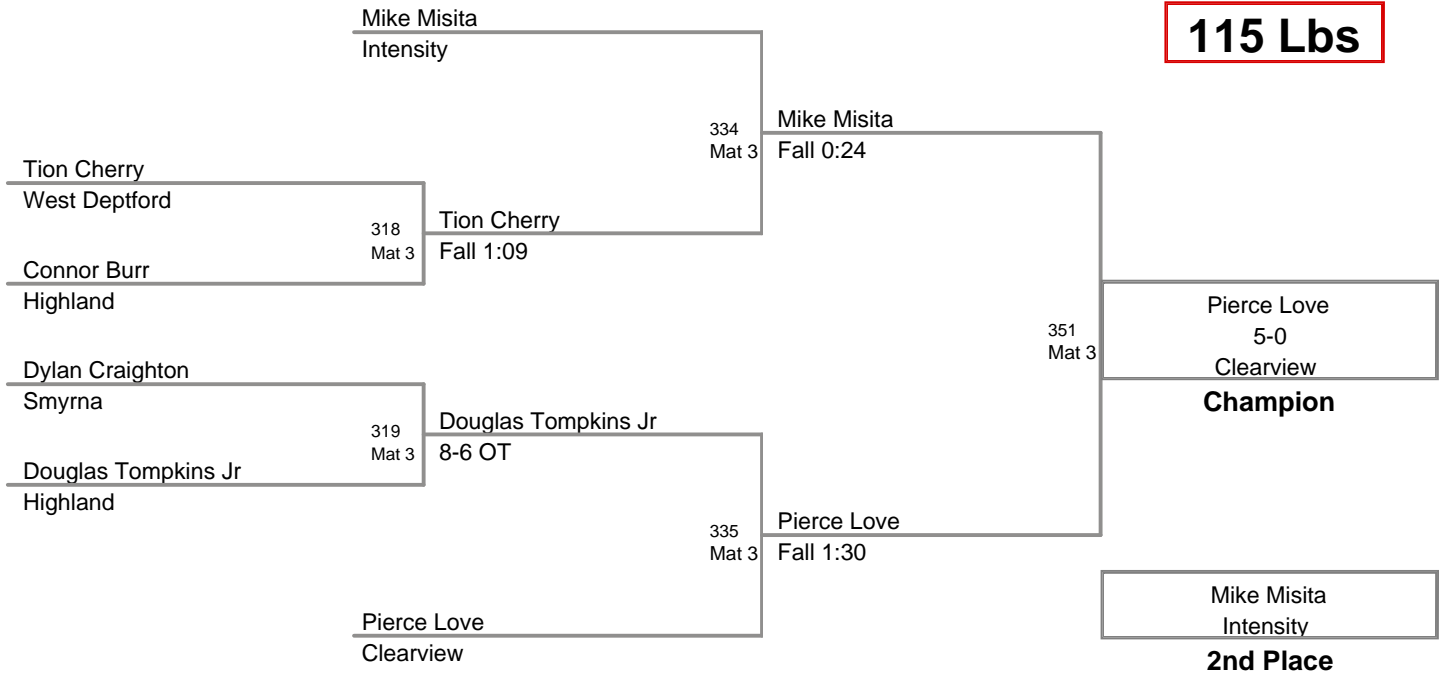 Mike Misita
Intensity
115 Lbs
334
Mat 3
Mike Misita
Fall 0:24
Tion Cherry
West Deptford
318
Mat 3
Tion Cherry
Fall 1:09
Connor Burr
Highland
Pierce Love
5-0
Clearview
Champion
351
Mat 3
Dylan Craighton
Smyrna
319
Mat 3
Douglas Tompkins Jr
8-6 OT
Douglas Tompkins Jr
Highland
335
Mat 3
Pierce Love
Fall 1:30
Pierce Love
Clearview
Mike Misita
Intensity
2nd Place